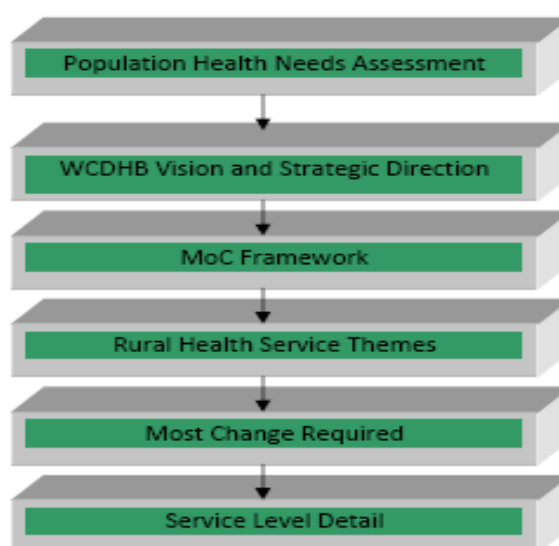 Population Health Needs Assessment
WCDHB Vision and Strategic Direction
MoC Framework
Rural Health Service Themes
Most Change Required
Service Level Detail